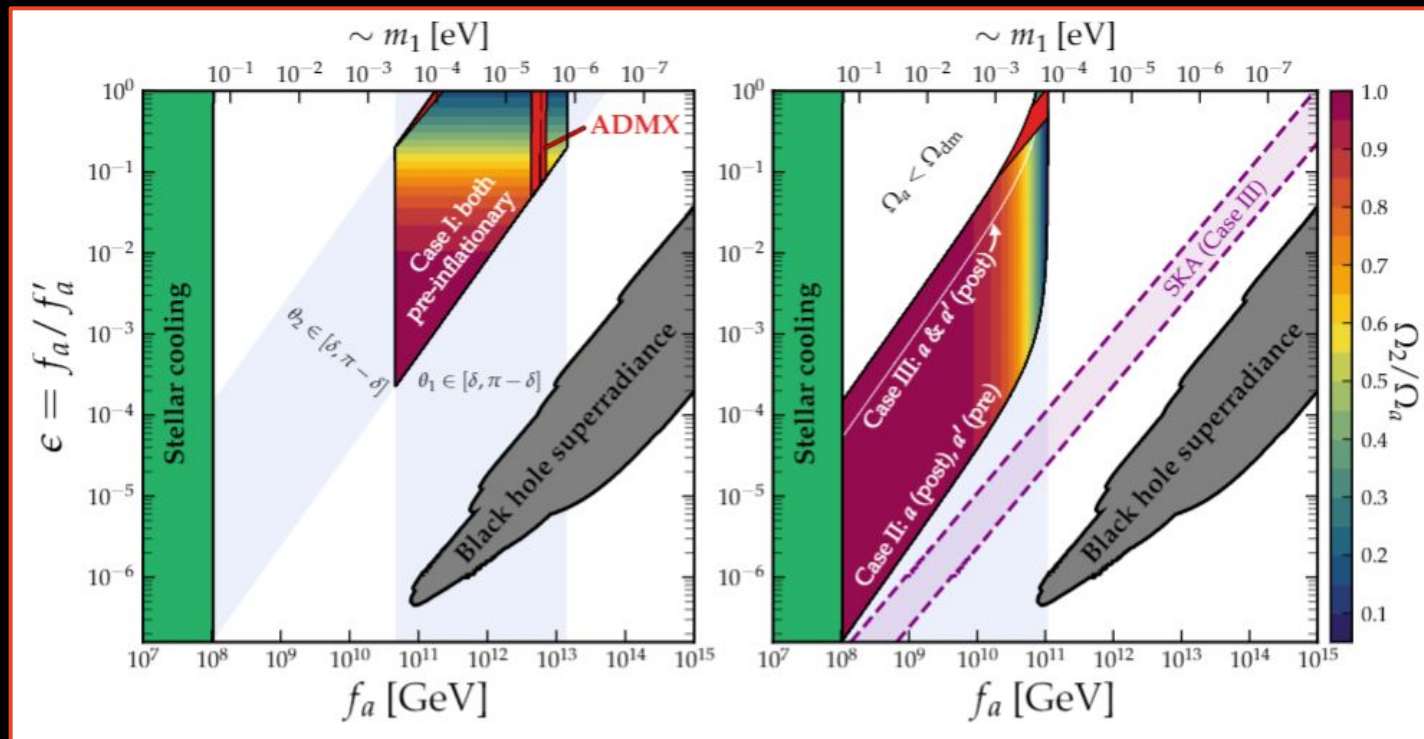 ~ m₁ [eV]
10⁻¹ 10⁻² 10⁻³ 10⁻⁴ 10⁻⁵ 10⁻⁶ 10⁻⁷
10⁰
10⁻¹
10⁻²
10⁻³
10⁻⁴
10⁻⁵
10⁻⁶
ϵ = fₐ/fₐ′
Stellar cooling
ADMX
Case I: both
pre-inflationary
θ₂ ∈ [δ, π − δ]
θ₁ ∈ [δ, π − δ]
Black hole superradiance
10⁷ 10⁸ 10⁹ 10¹⁰ 10¹¹ 10¹² 10¹³ 10¹⁴ 10¹⁵
fₐ [GeV]
~ m₁ [eV]
10⁻¹ 10⁻² 10⁻³ 10⁻⁴ 10⁻⁵ 10⁻⁶ 10⁻⁷
10⁰
10⁻¹
10⁻²
10⁻³
10⁻⁴
10⁻⁵
10⁻⁶
Stellar cooling
Ωₐ < Ω_dm
Case III: a & a′ (post)
Case II: a (post), a′ (pre)
SKA (Case III)
Black hole superradiance
10⁷ 10⁸ 10⁹ 10¹⁰ 10¹¹ 10¹² 10¹³ 10¹⁴ 10¹⁵
fₐ [GeV]
1.0
0.9
0.8
0.7
0.6
0.5
0.4
0.3
0.2
0.1
Ω₂/Ωₐ